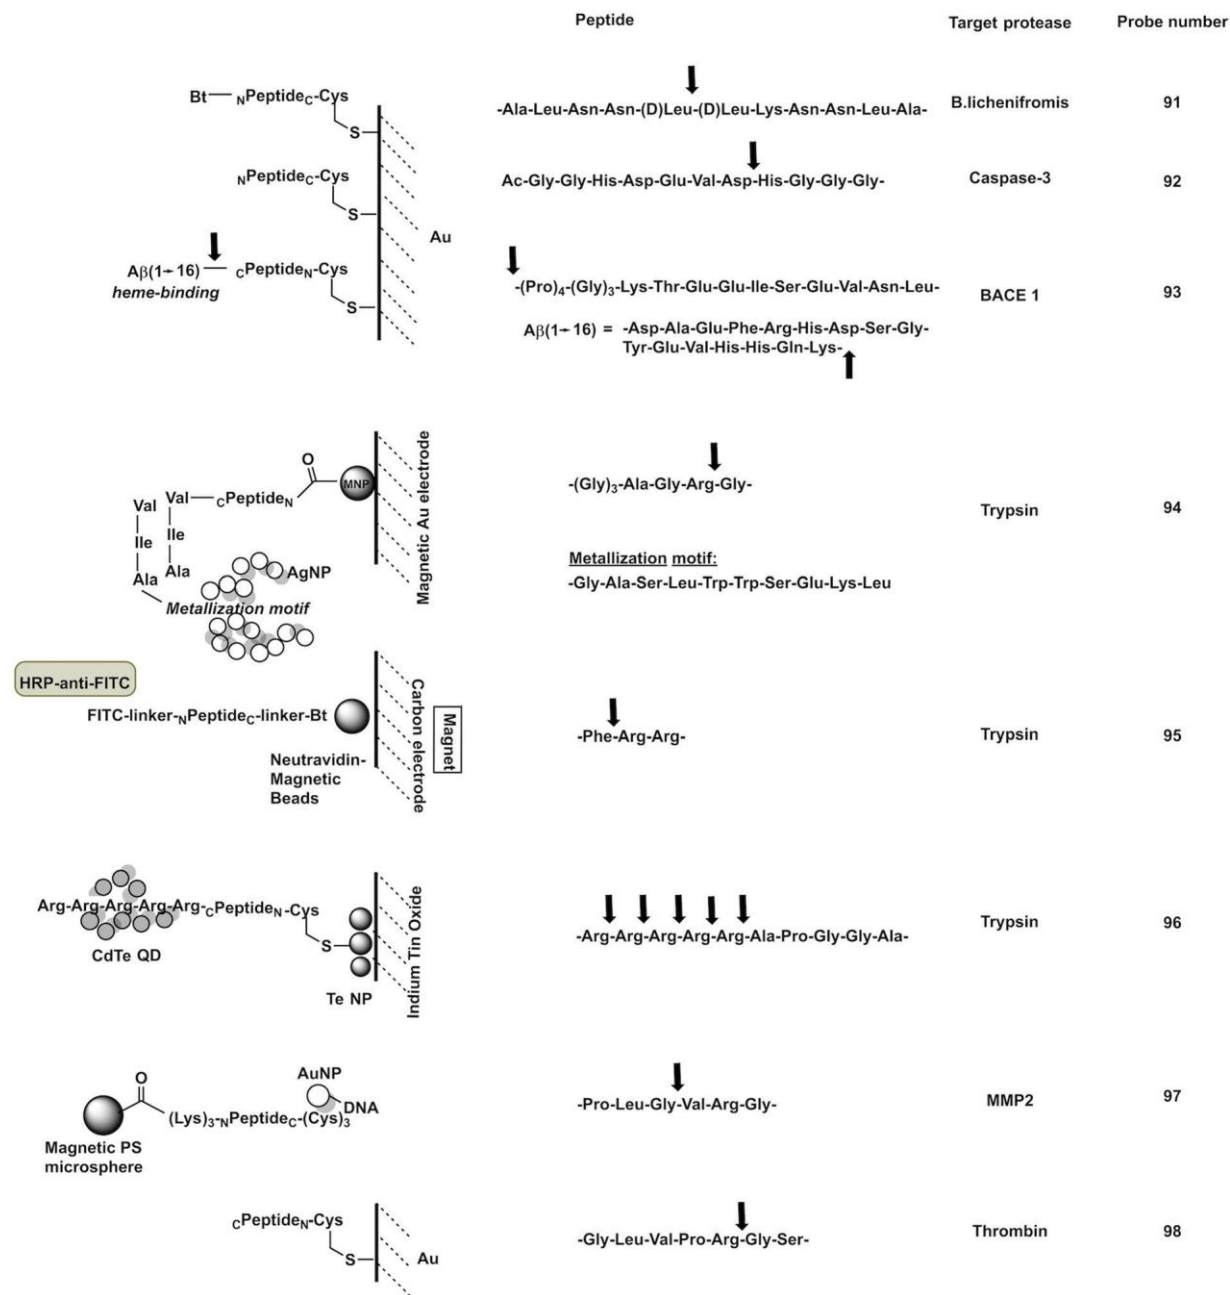 Peptide Target protease Probe number
Bt— NPeptideC-Cys
S
-Ala-Leu-Asn-Asn-(D)Leu-(D)Leu-Lys-Asn-Asn-Leu-Ala-
B.lichenifromis
91
NPeptideC-Cys
S
Ac-Gly-Gly-His-Asp-Glu-Val-Asp-His-Gly-Gly-Gly-
Caspase-3
92
Au
Aβ(1→16) — CPeptideN-Cys
heme-binding
S
-(Pro)4-(Gly)3-Lys-Thr-Glu-Glu-Ile-Ser-Glu-Val-Asn-Leu-
BACE 1
93
Aβ(1→16) = -Asp-Ala-Glu-Phe-Arg-His-Asp-Ser-Gly-
Tyr-Glu-Val-His-His-Gln-Lys-
O
Val
Val— CPeptideN
MNP
Ile
Ile
Ala
Ala
AgNP
Metallization motif
Magnetic Au electrode
-(Gly)3-Ala-Gly-Arg-Gly-
Trypsin
94
Metallization motif:
-Gly-Ala-Ser-Leu-Trp-Trp-Ser-Glu-Lys-Leu
HRP-anti-FITC
FITC-linker-NPeptideC-linker-Bt
Neutravidin-
Magnetic
Beads
Carbon electrode
Magnet
-Phe-Arg-Arg-
Trypsin
95
Arg-Arg-Arg-Arg-Arg-CPeptideN-Cys
CdTe QD
S
Te NP
Indium Tin Oxide
-Arg-Arg-Arg-Arg-Arg-Ala-Pro-Gly-Gly-Ala-
Trypsin
96
O
AuNP
DNA
(Lys)3-NPeptideC-(Cys)3
Magnetic PS
microsphere
-Pro-Leu-Gly-Val-Arg-Gly-
MMP2
97
CPeptideN-Cys
S
Au
-Gly-Leu-Val-Pro-Arg-Gly-Ser-
Thrombin
98